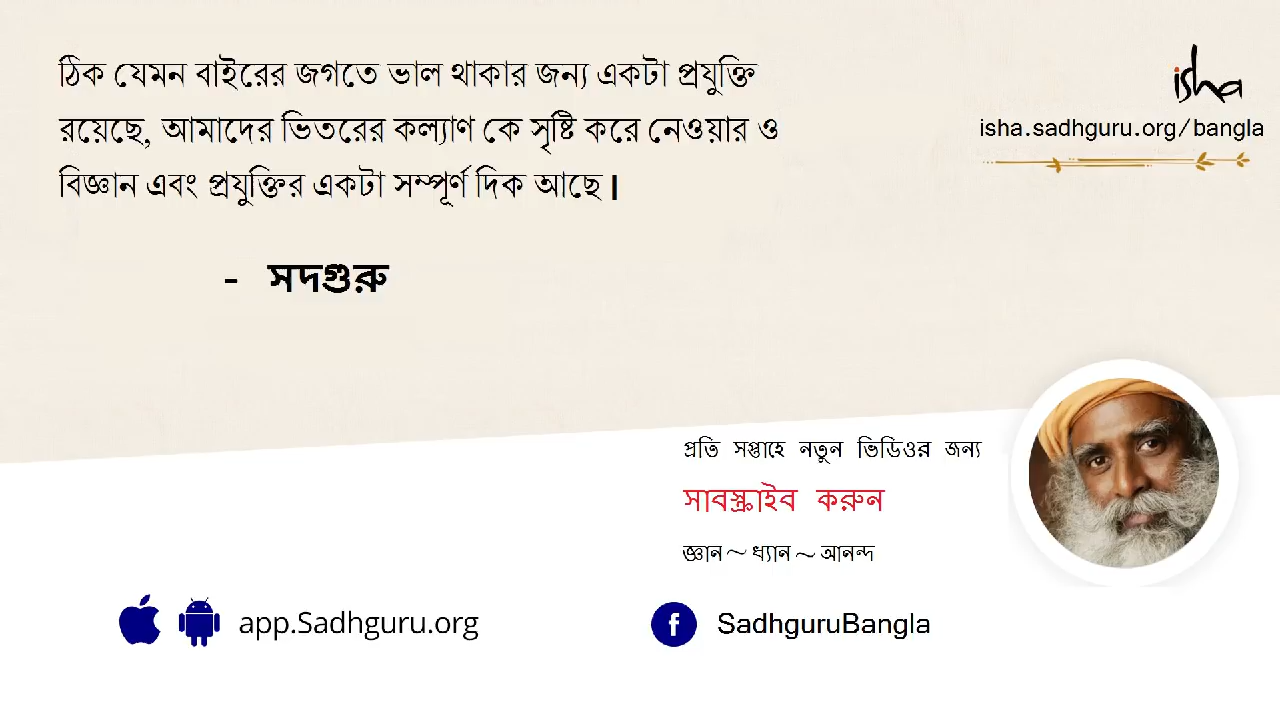 ঠিক যেমন বাইরের জগতে ভাল থাকার জন্য একটা প্রযুক্তি
রয়েছে, আমাদের ভিতরের কল্যাণ কে সৃষ্টি করে নেওয়ার ও
বিজ্ঞান এবং প্রযুক্তির একটা সম্পূর্ণ দিক আছে।
- সদগুরু
isha
isha.sadhguru.org/bangla
প্রতি সপ্তাহে নতুন ভিডিওর জন্য
সাবস্ক্রাইব করুন
জ্ঞান ~ ধ্যান ~ আনন্দ
app.Sadhguru.org
f SadhguruBangla